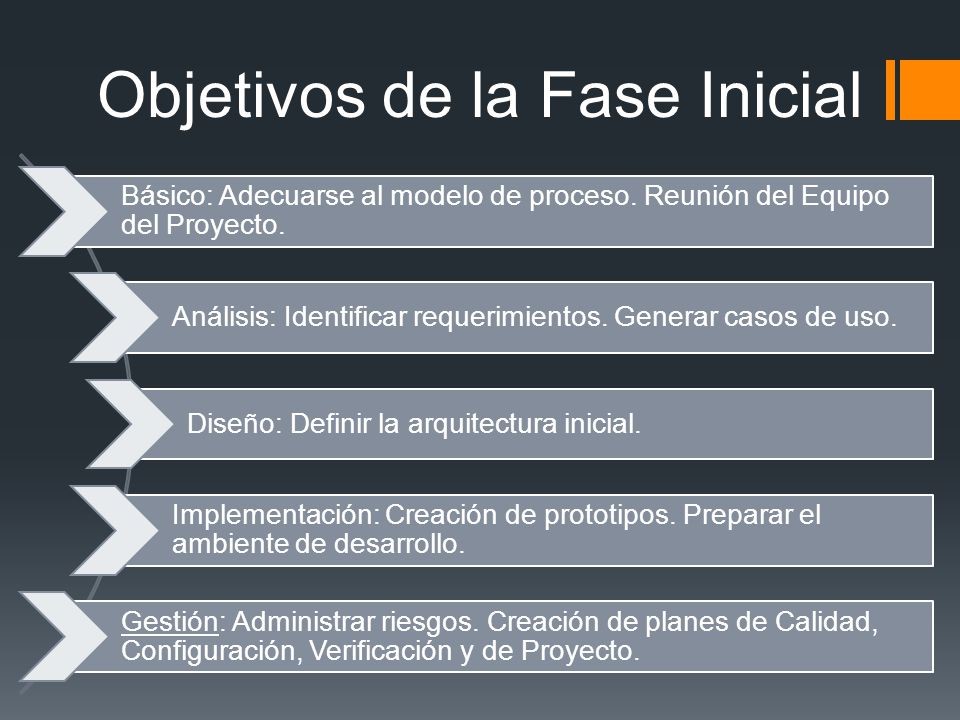 Objetivos de la Fase Inicial
Básico: Adecuarse al modelo de proceso. Reunión del Equipo
del Proyecto.
Análisis: Identificar requerimientos. Generar casos de uso.
Diseño: Definir la arquitectura inicial.
Implementación: Creación de prototipos. Preparar el
ambiente de desarrollo.
Gestión: Administrar riesgos. Creación de planes de Calidad,
Configuración, Verificación y de Proyecto.